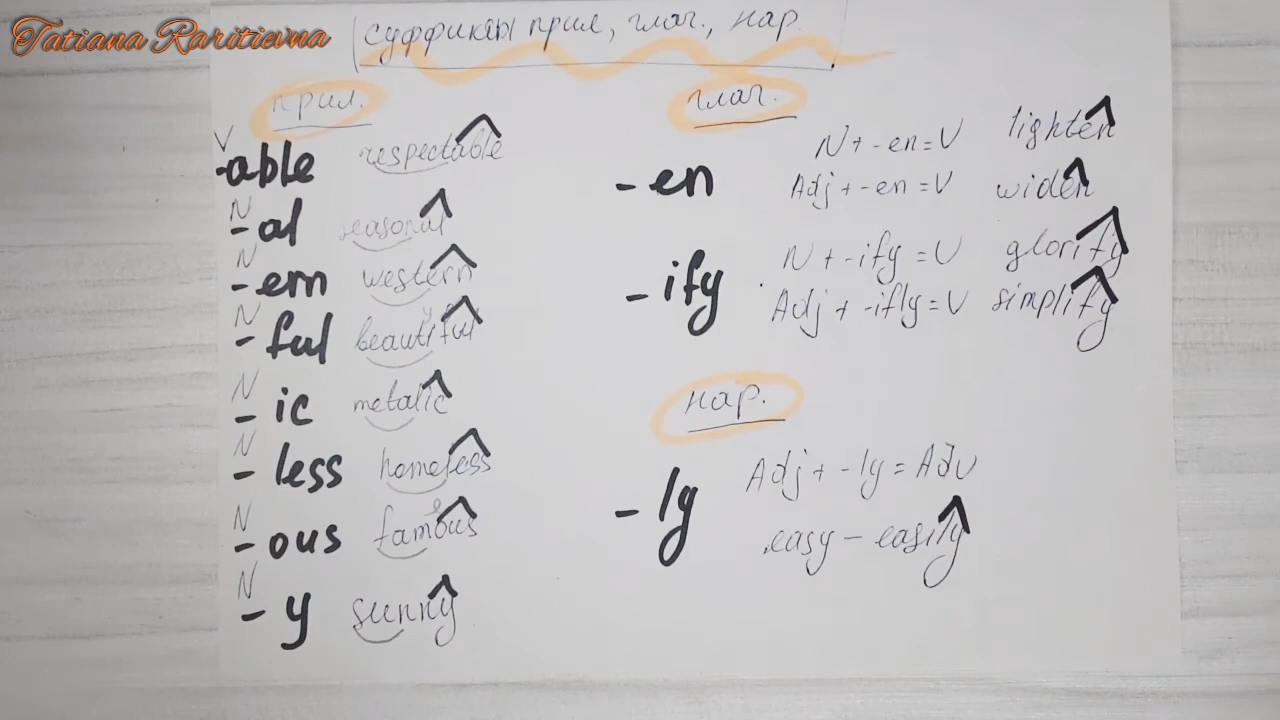 Tatiana Raritievna
суффиксы прил., глаг., нар.
прил.
V
-able respectable
N
-al seasonal
N
-ern western
N
-ful beautiful
N
-ic metalic
N
-less homeless
N
-ous famous
N
-y sunny
глаг.
-en
N + -en = V lighten
Adj + -en = V widen
-ify
N + -ify = V glorify
Adj + -ifly = V simplify
нар.
-ly
Adj + -ly = Adv
easy – easily